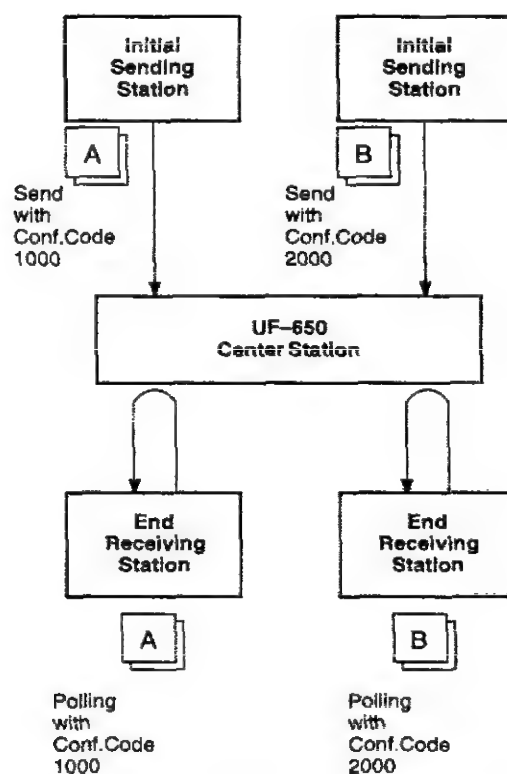 Initial
Sending
Station
Initial
Sending
Station
A
Send
with
Conf.Code
1000
B
Send
with
Conf.Code
2000
UF-650
Center Station
End
Receiving
Station
End
Receiving
Station
A
Polling
with
Conf.Code
1000
B
Polling
with
Conf.Code
2000